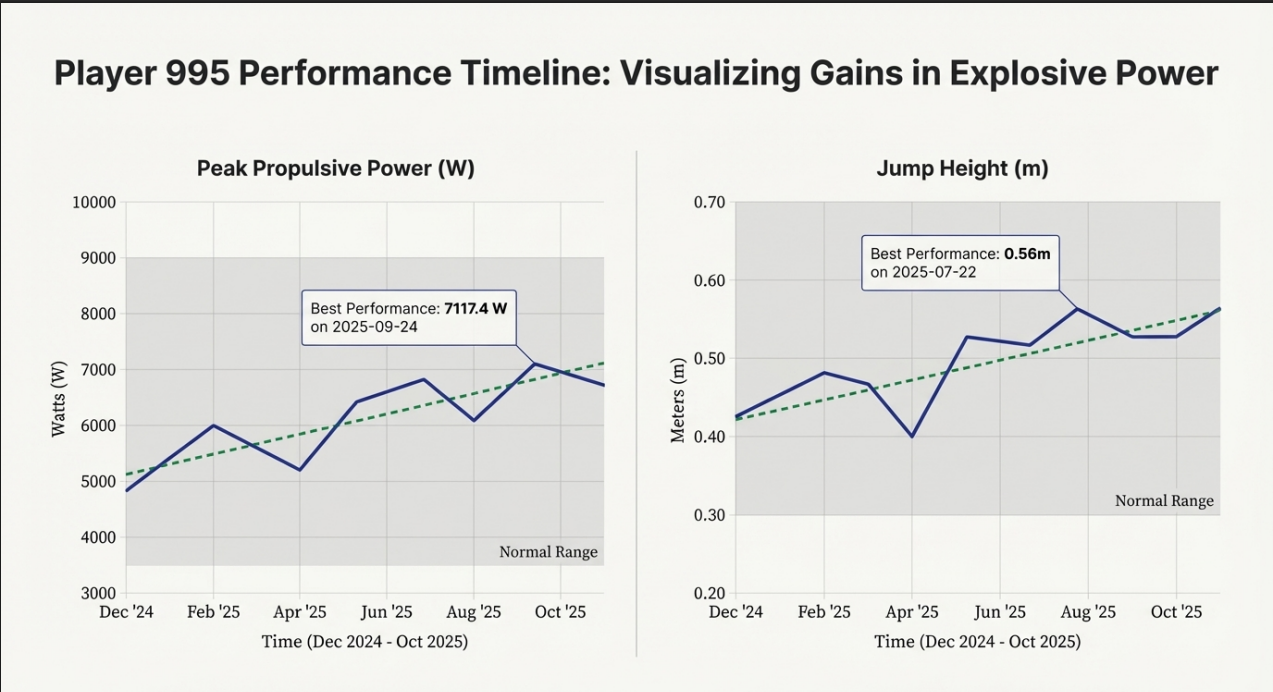 Player 995 Performance Timeline: Visualizing Gains in Explosive Power
Peak Propulsive Power (W)
10000
9000
8000
7000
6000
5000
4000
3000
Watts (W)
Best Performance: 7117.4 W
on 2025-09-24
Normal Range
Dec '24 Feb '25 Apr '25 Jun '25 Aug '25 Oct '25
Time (Dec 2024 - Oct 2025)
Jump Height (m)
0.70
0.60
0.50
0.40
0.30
0.20
Meters (m)
Best Performance: 0.56m
on 2025-07-22
Normal Range
Dec '24 Feb '25 Apr '25 Jun '25 Aug '25 Oct '25
Time (Dec 2024 - Oct 2025)